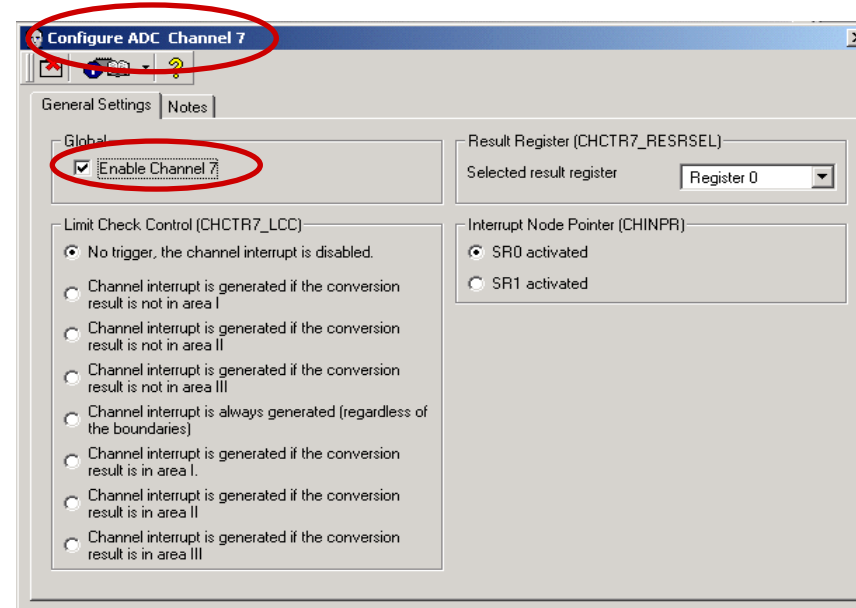 Configure ADC Channel 7
General Settings
Notes
Global
Enable Channel 7
Limit Check Control (CHCTR7_LCC)
No trigger, the channel interrupt is disabled.
Channel interrupt is generated if the conversion
result is not in area I
Channel interrupt is generated if the conversion
result is not in area II
Channel interrupt is generated if the conversion
result is not in area III
Channel interrupt is always generated (regardless of
the boundaries)
Channel interrupt is generated if the conversion
result is in area I.
Channel interrupt is generated if the conversion
result is in area II
Channel interrupt is generated if the conversion
result is in area III
Result Register (CHCTR7_RESRSEL)
Selected result register
Register 0
Interrupt Node Pointer (CHINPR)
SR0 activated
SR1 activated